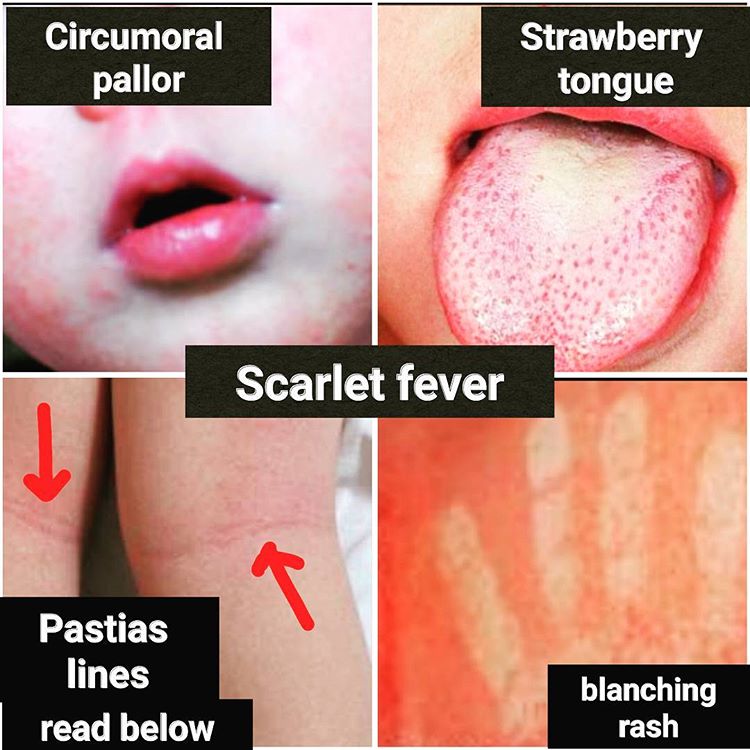 Circumoral
pallor
Strawberry
tongue
Scarlet fever
Pastias
lines
read below
blanching
rash